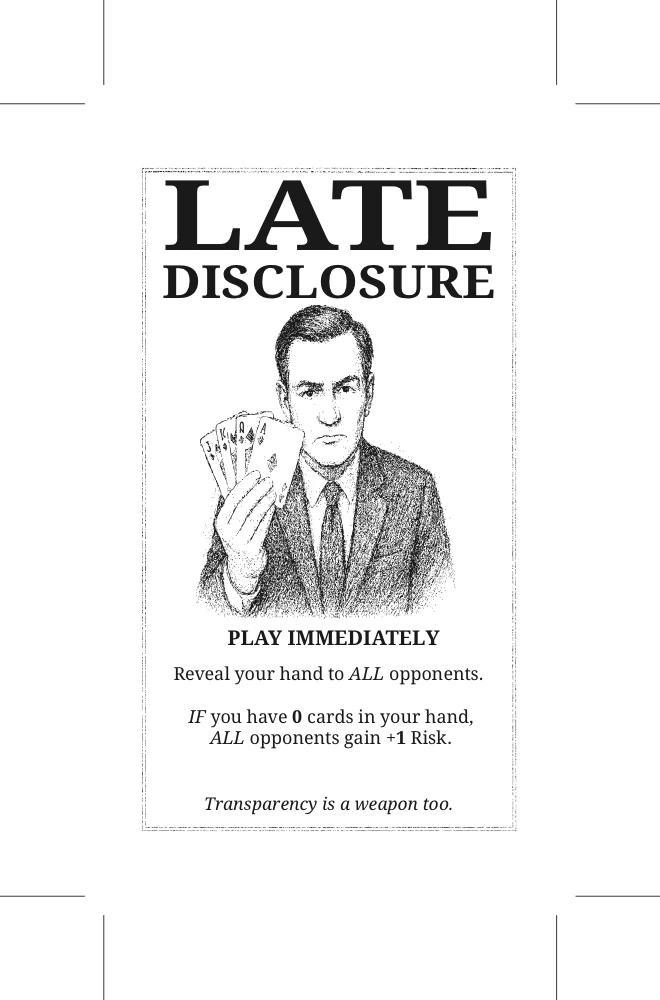 LATE
DISCLOSURE
J K Q A
PLAY IMMEDIATELY
Reveal your hand to ALL opponents.
IF you have 0 cards in your hand,
ALL opponents gain +1 Risk.
Transparency is a weapon too.